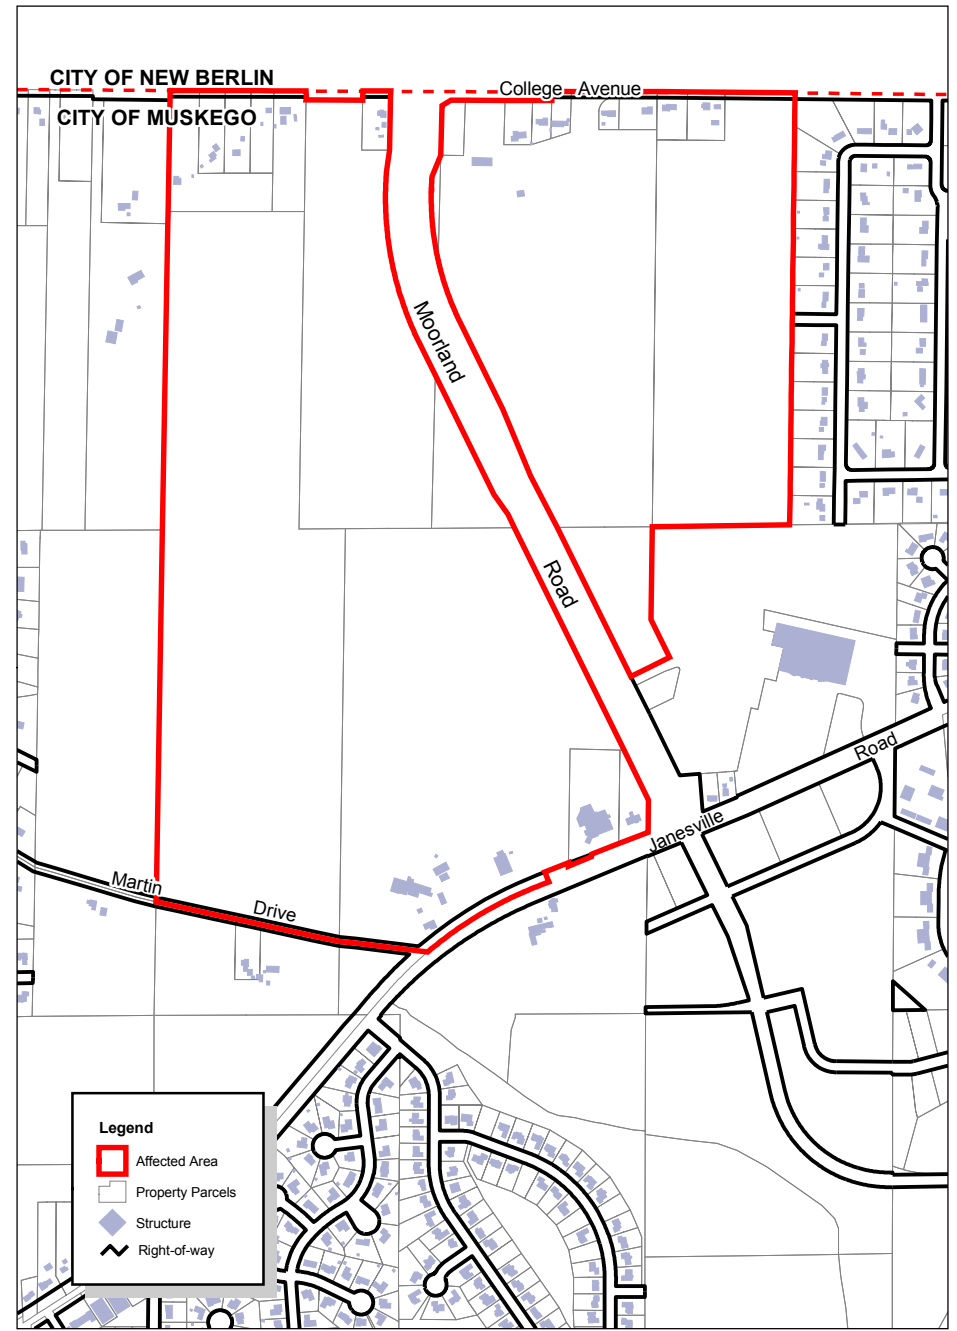 CITY OF NEW BERLIN
College Avenue
CITY OF MUSKEGO
Moorland
Road
Road
Janesville
Martin
Drive
Legend
Affected Area
Property Parcels
Structure
Right-of-way